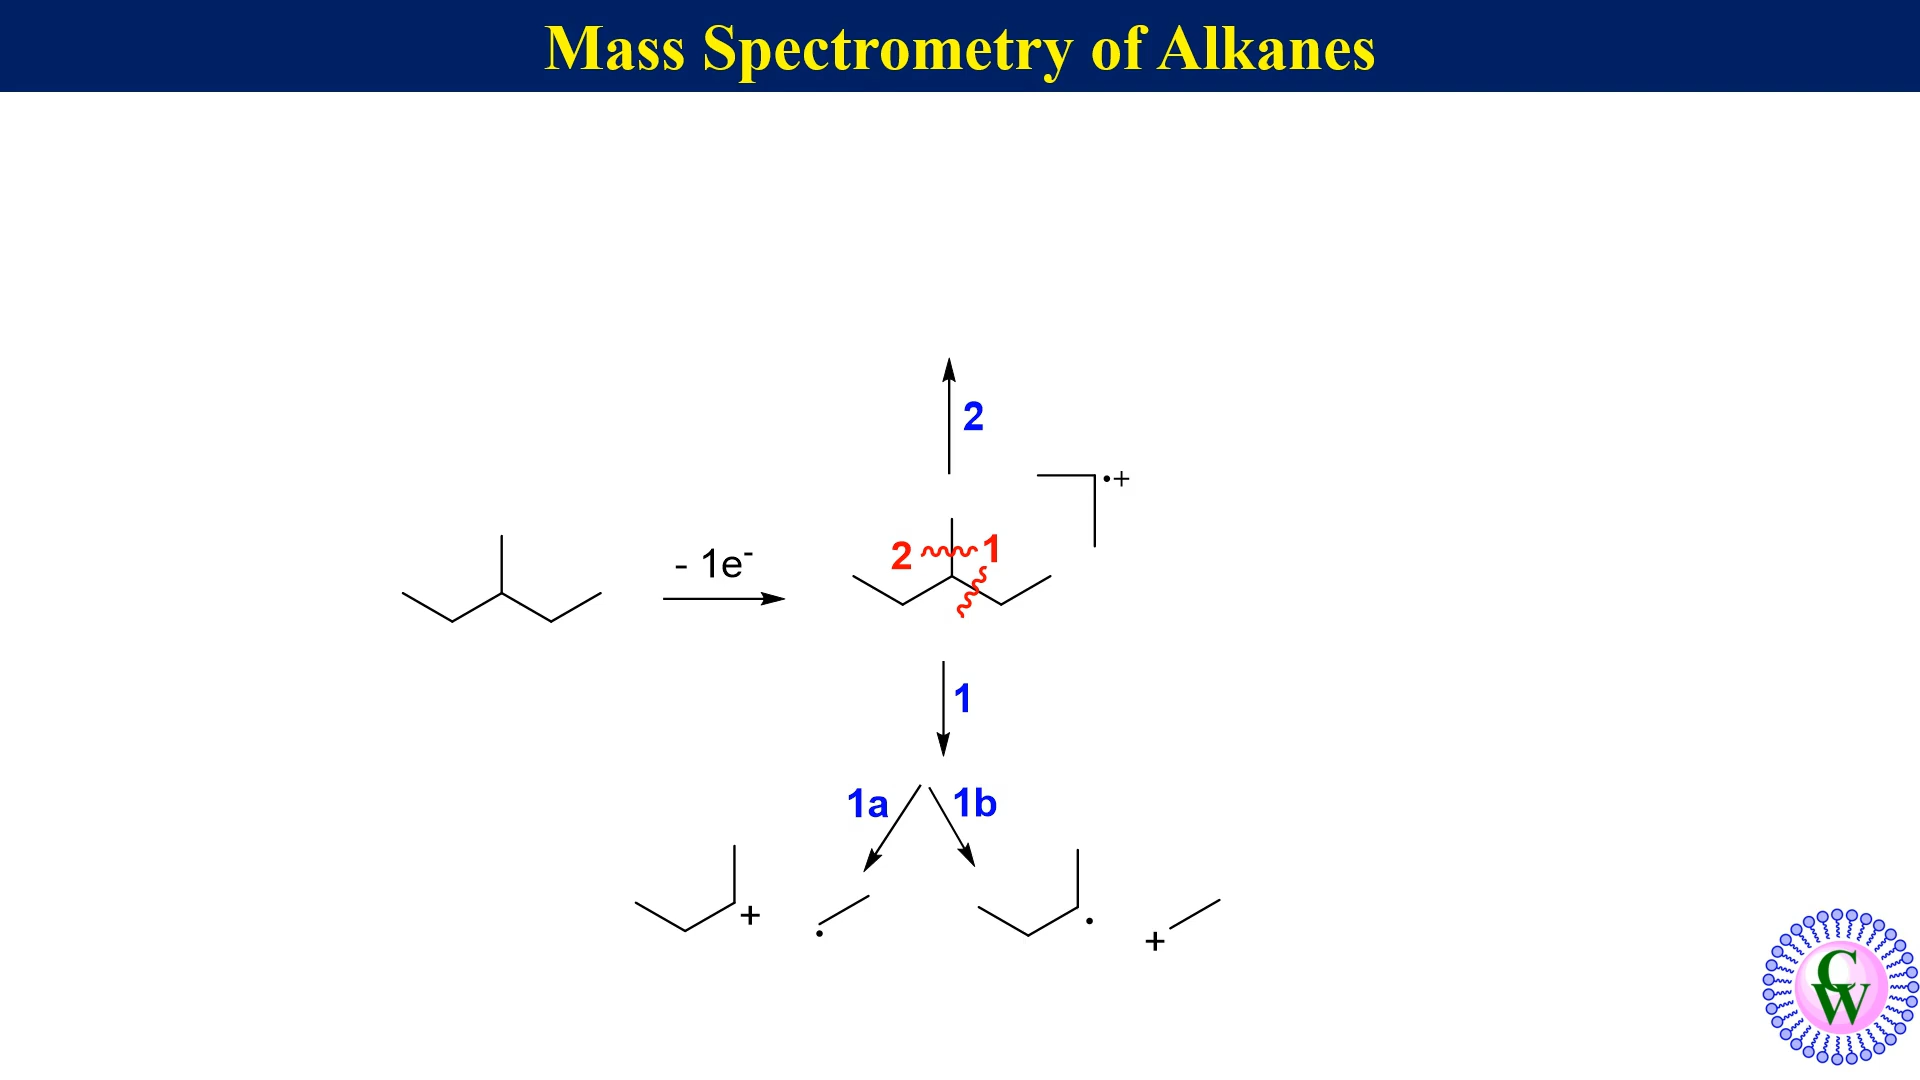 Mass Spectrometry of Alkanes
2
•+
2 1
- 1e⁻
1
1a 1b
+ • • +
CW